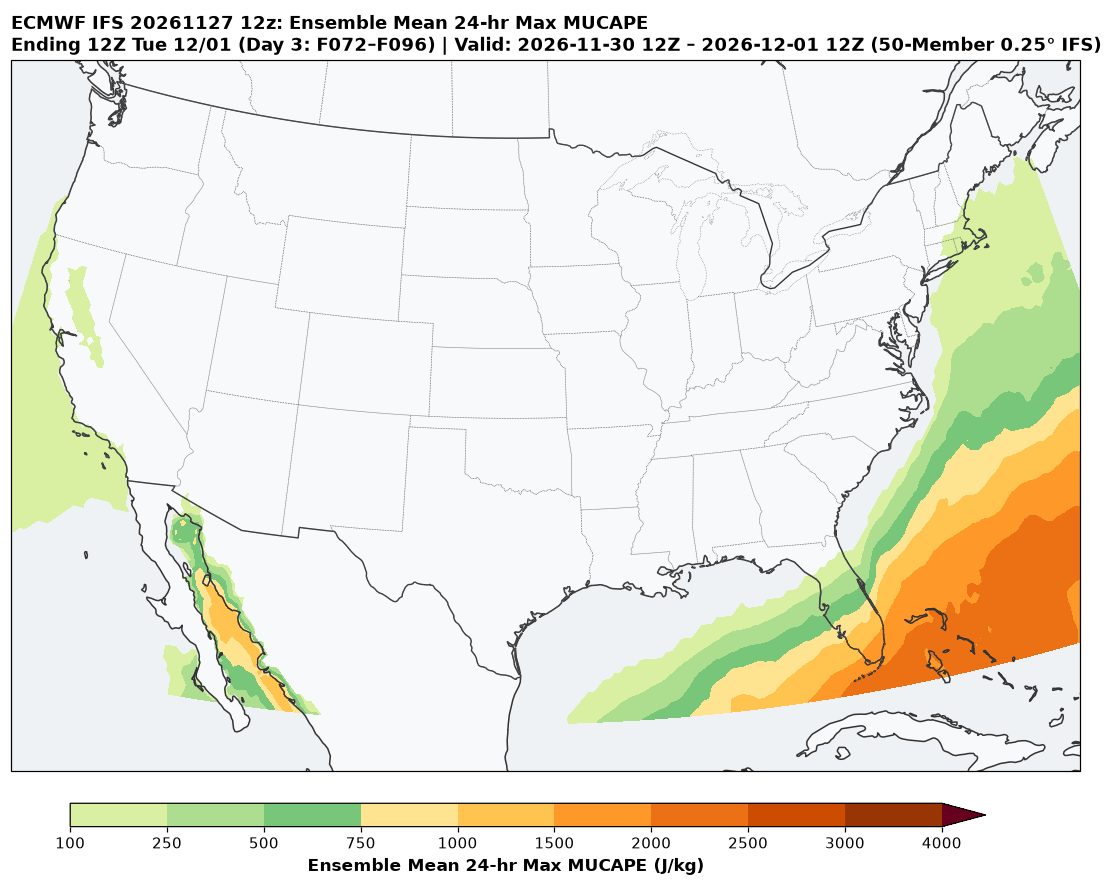 ECMWF IFS 20261127 12z: Ensemble Mean 24-hr Max MUCAPE
Ending 12Z Tue 12/01 (Day 3: F072–F096) | Valid: 2026-11-30 12Z – 2026-12-01 12Z (50-Member 0.25° IFS)
100 250 500 750 1000 1500 2000 2500 3000 4000
Ensemble Mean 24-hr Max MUCAPE (J/kg)